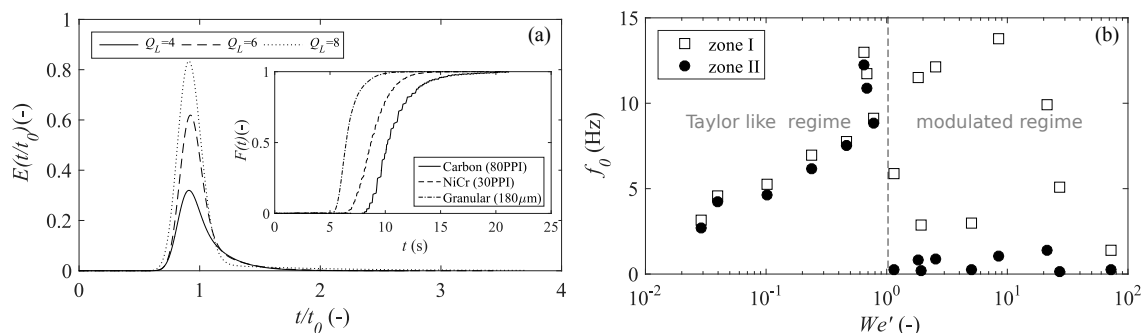 (a)
Q_L=4 Q_L=6 Q_L=8
1
0.8
0.6
0.4
0.2
0
E(t/t_0) (-)
0 1 2 3 4
t/t_0 (-)
1
0.5
0
F(t)(-)
Carbon (80PPI)
NiCr (30PPI)
Granular (180μm)
0 5 10 15 20 25
t (s)
(b)
zone I
zone II
Taylor like regime modulated regime
15
10
5
0
f_0 (Hz)
10^-2 10^-1 10^0 10^1 10^2
We' (-)